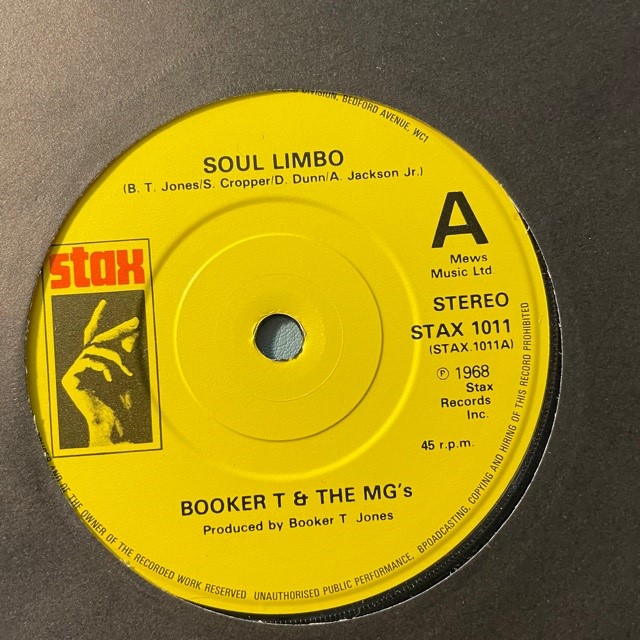 DIVISION, BEDFORD AVENUE, WC1
SOUL LIMBO
(B. T. Jones/S. Cropper/D. Dunn/A. Jackson Jr.)
A
Mews
Music Ltd
stax
STEREO
STAX 1011
(STAX.1011A)
℗ 1968
Stax
Records
Inc.
45 r.p.m.
BOOKER T & THE MG's
Produced by Booker T. Jones
AND OF THE OWNER OF THE RECORDED WORK RESERVED UNAUTHORISED PUBLIC PERFORMANCE, BROADCASTING, COPYING AND HIRING OF THIS RECORD PROHIBITED